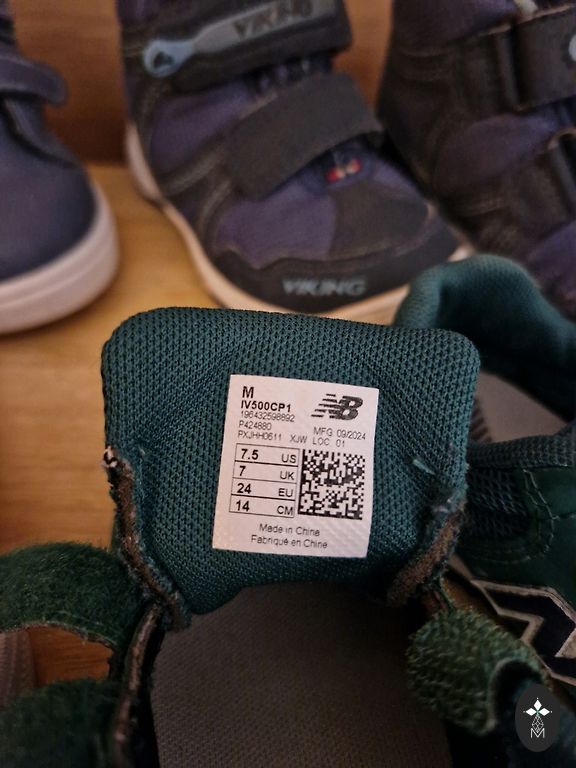 VIKING
VIKING
M
IV500CP1
196432598892
P424880
PXJHH0611 XJW LOC. 01
MFG 09/2024
NB
7.5 US
7 UK
24 EU
14 CM
Made in China
Fabriqué en Chine
M